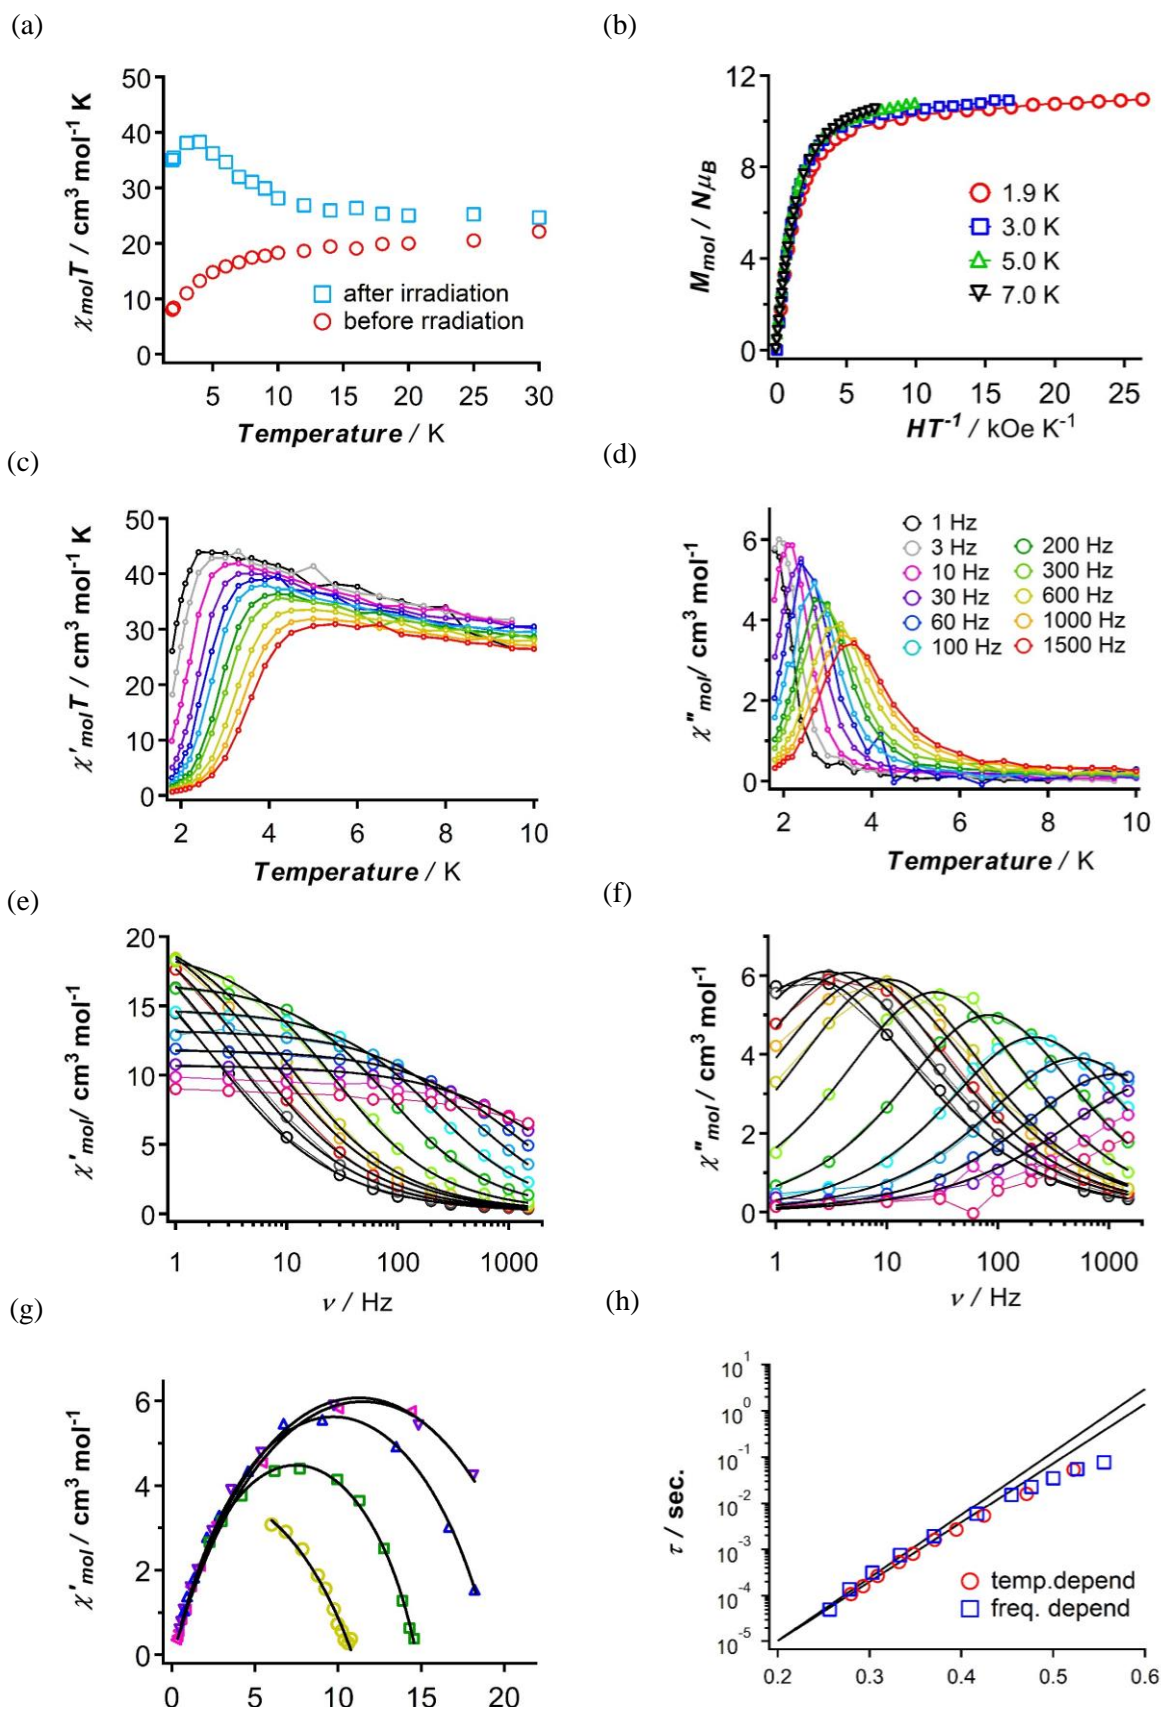 (a)
50
40
30
20
10
0
χmolT / cm³ mol⁻¹ K
after irradiation
before rradiation
5 10 15 20 25 30
Temperature / K
(b)
12
8
4
0
Mmol / NμB
1.9 K
3.0 K
5.0 K
7.0 K
0 5 10 15 20 25
HT⁻¹ / kOe K⁻¹
(c)
50
40
30
20
10
0
χ'molT / cm³ mol⁻¹ K
2 4 6 8 10
Temperature / K
(d)
6
4
2
0
χ"mol/ cm³ mol⁻¹
1 Hz
3 Hz
10 Hz
30 Hz
60 Hz
100 Hz
200 Hz
300 Hz
600 Hz
1000 Hz
1500 Hz
2 4 6 8 10
Temperature / K
(e)
20
15
10
5
0
χ'mol/ cm³ mol⁻¹
1 10 100 1000
ν / Hz
(f)
6
4
2
0
χ"mol / cm³ mol⁻¹
1 10 100 1000
ν / Hz
(g)
6
4
2
0
χ'mol / cm³ mol⁻¹
0 5 10 15 20
(h)
10¹
10⁰
10⁻¹
10⁻²
10⁻³
10⁻⁴
10⁻⁵
τ / sec.
temp.depend
freq. depend
0.2 0.3 0.4 0.5 0.6